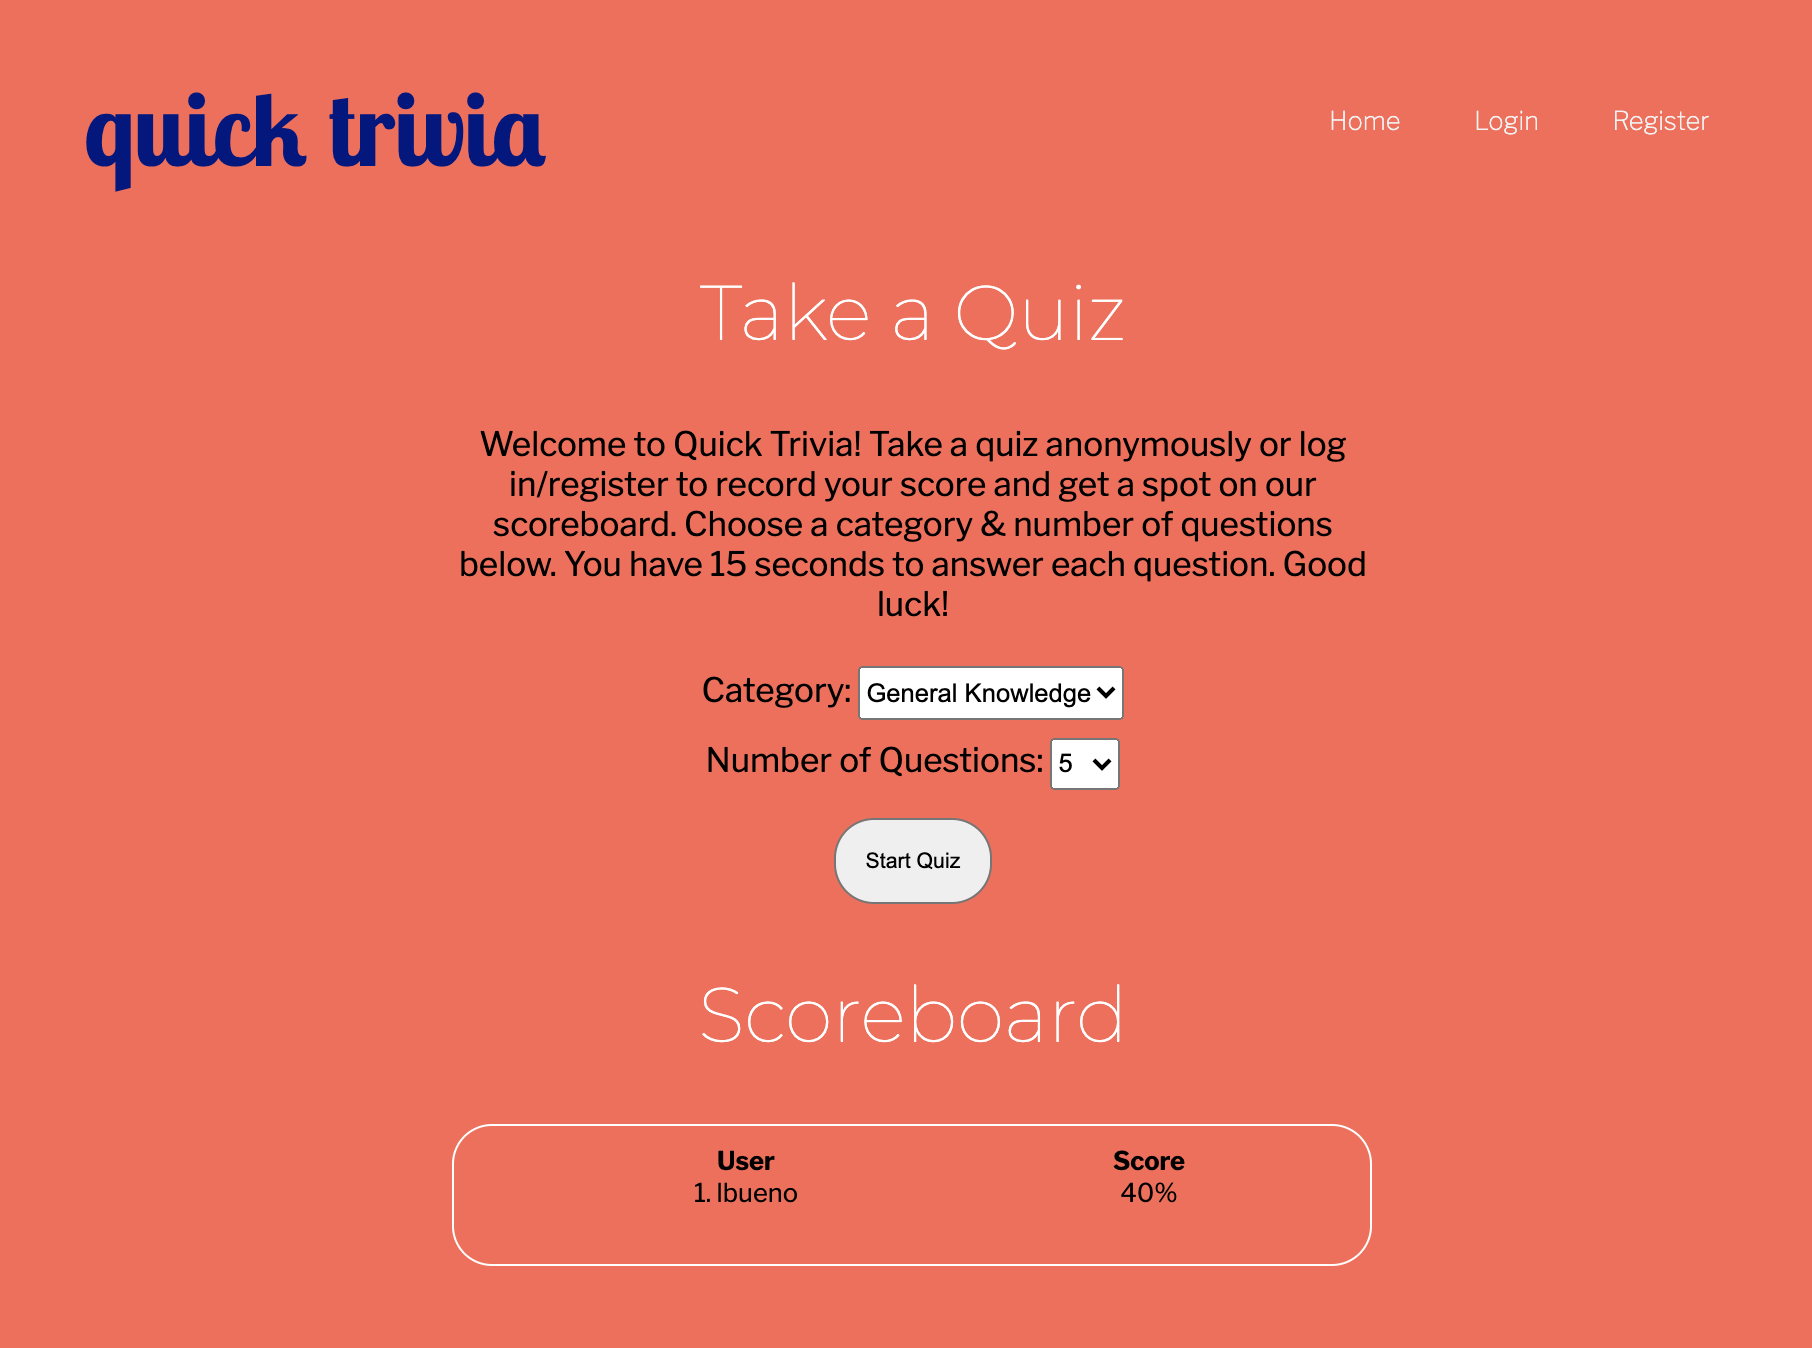 quick trivia
Home Login Register
Take a Quiz
Welcome to Quick Trivia! Take a quiz anonymously or log
in/register to record your score and get a spot on our
scoreboard. Choose a category & number of questions
below. You have 15 seconds to answer each question. Good
luck!
Category: General Knowledge
Number of Questions: 5
Start Quiz
Scoreboard
User Score
1. lbueno 40%